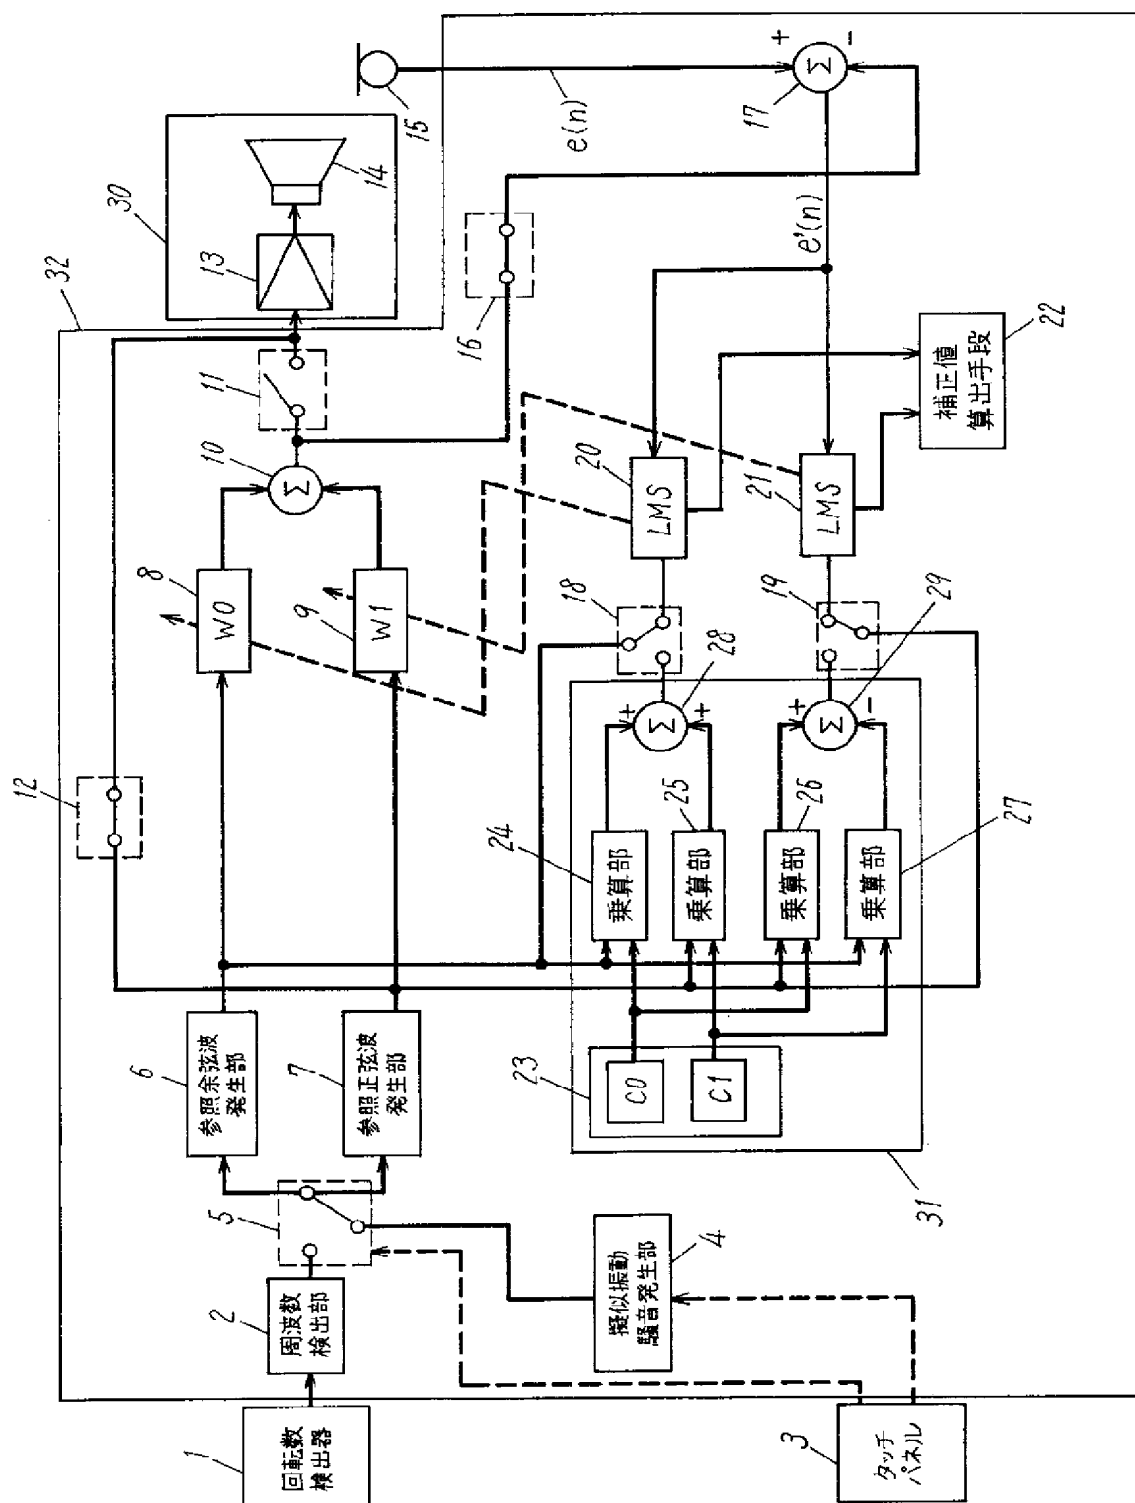 1
回転数
検出器
2
周波数
検出部
3
タッチ
パネル
4
擬似振動
騒音発生部
5
6
参照余弦波
発生部
7
参照正弦波
発生部
12
8
W0
9
W1
10
Σ
11
32
30
13
14
15
e(n)
16
+
-
Σ
17
e'(n)
18
19
20
LMS
21
LMS
22
補正値
算出手段
23
C0
C1
24
乗算部
25
乗算部
26
乗算部
27
乗算部
+
+
Σ
28
+
-
Σ
29
31